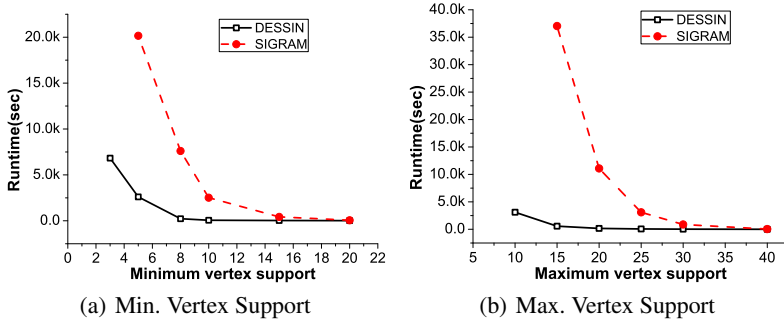 DESSIN
SIGRAM
20.0k
15.0k
10.0k
5.0k
0.0
Runtime(sec)
0 2 4 6 8 10 12 14 16 18 20 22
Minimum vertex support
(a) Min. Vertex Support
DESSIN
SIGRAM
40.0k
35.0k
30.0k
25.0k
20.0k
15.0k
10.0k
5.0k
0.0
Runtime(sec)
5 10 15 20 25 30 35 40
Maximum vertex support
(b) Max. Vertex Support